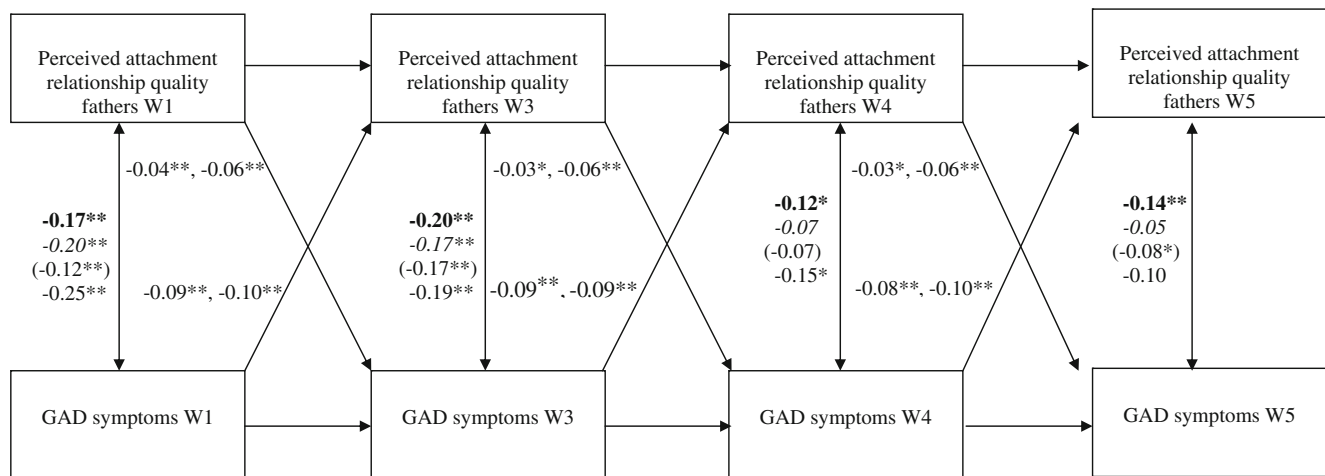 Perceived attachment
relationship quality
fathers W1
Perceived attachment
relationship quality
fathers W3
Perceived attachment
relationship quality
fathers W4
Perceived attachment
relationship quality
fathers W5
-0.04**, -0.06**
-0.03*, -0.06**
-0.03*, -0.06**
-0.17**
-0.20**
(-0.12**)
-0.25**
-0.20**
-0.17**
(-0.17**)
-0.19**
-0.12*
-0.07
(-0.07)
-0.15*
-0.14**
-0.05
(-0.08*)
-0.10
-0.09**, -0.10**
-0.09**, -0.09**
-0.08**, -0.10**
GAD symptoms W1
GAD symptoms W3
GAD symptoms W4
GAD symptoms W5